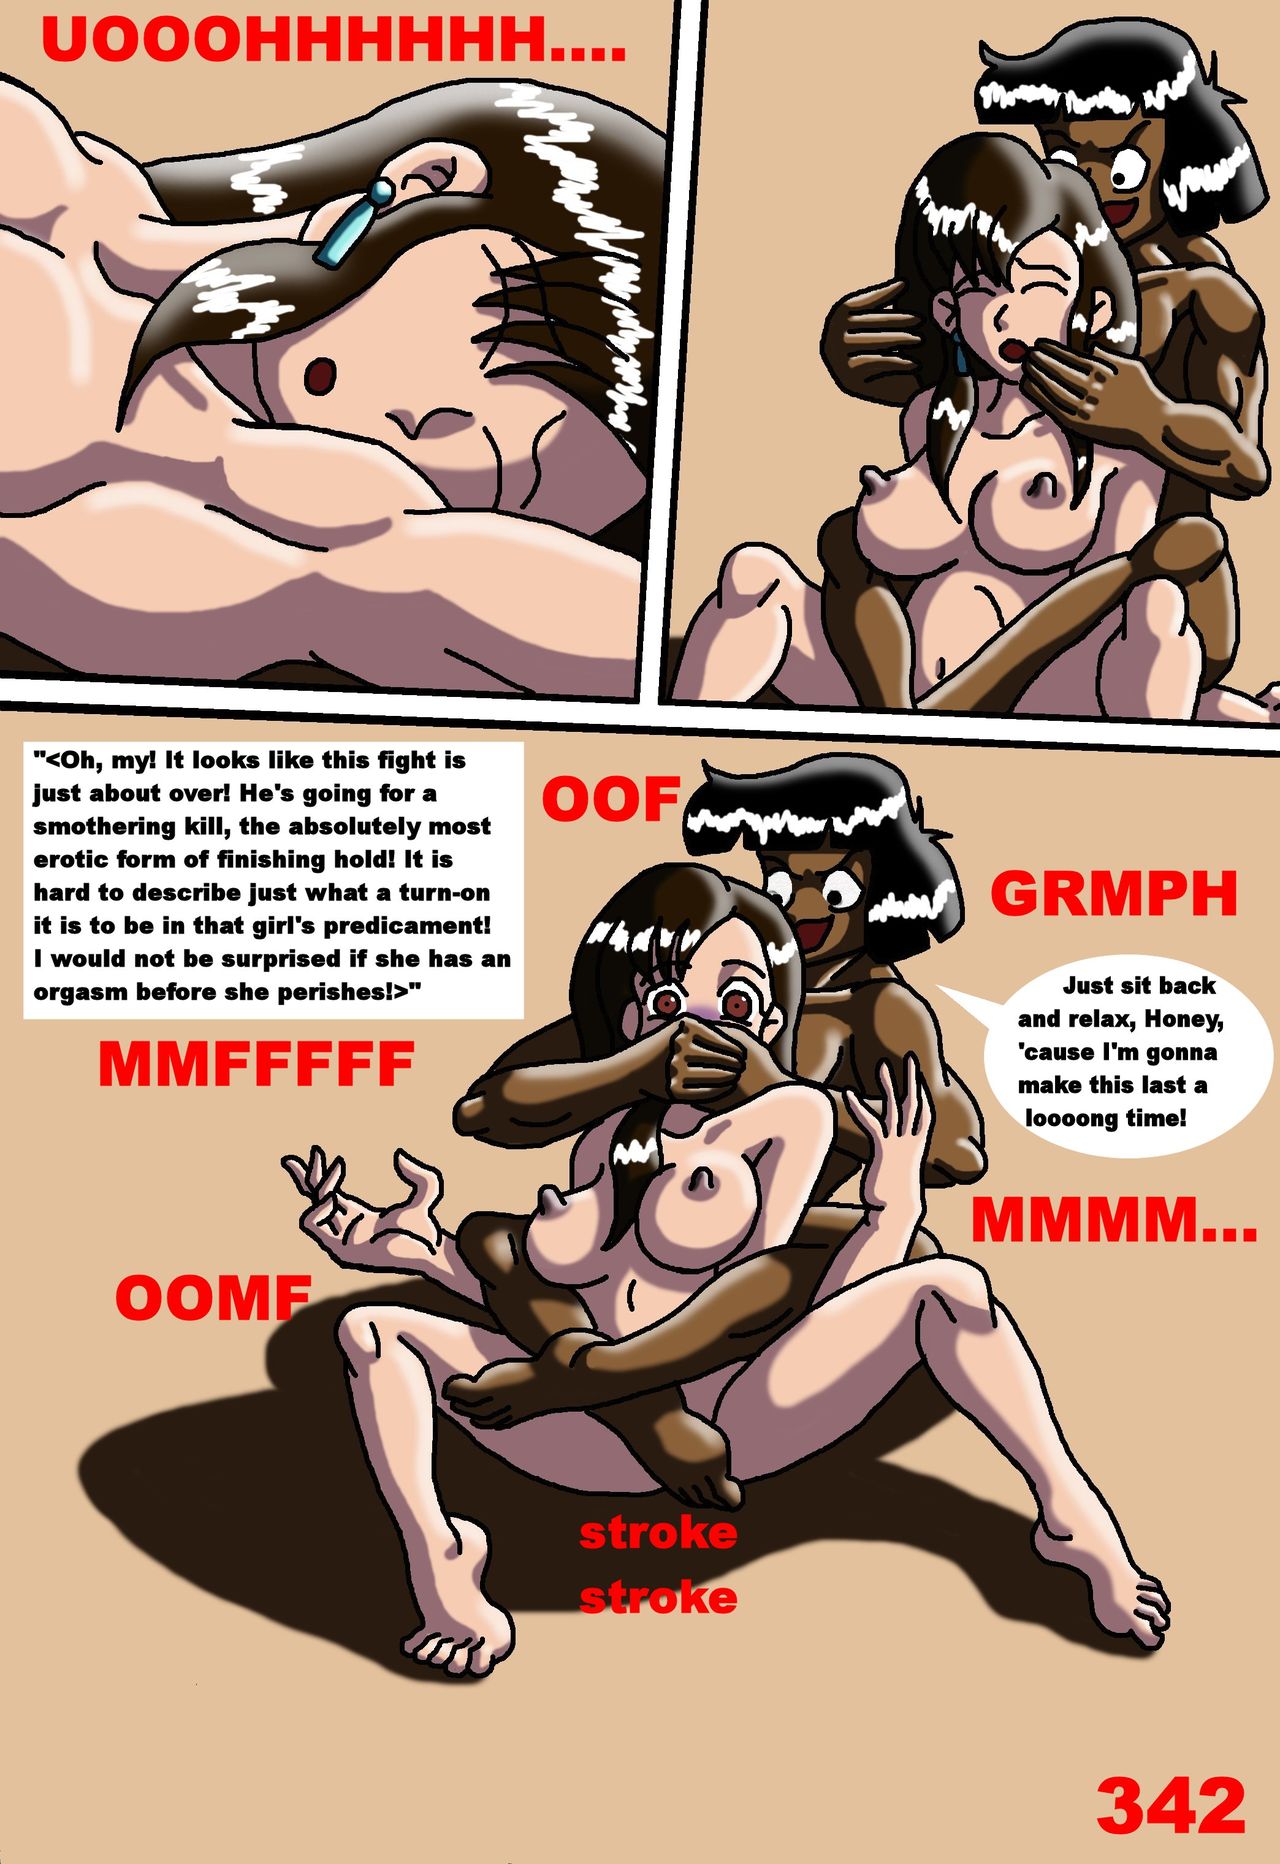 UOOOHHHHHH....
"<Oh, my! It looks like this fight is
just about over! He's going for a
smothering kill, the absolutely most
erotic form of finishing hold! It is
hard to describe just what a turn-on
it is to be in that girl's predicament!
I would not be surprised if she has an
orgasm before she perishes!>"
OOF
GRMPH
Just sit back
and relax, Honey,
'cause I'm gonna
make this last a
loooong time!
MMFFFFF
MMMM...
OOMF
stroke
stroke
342